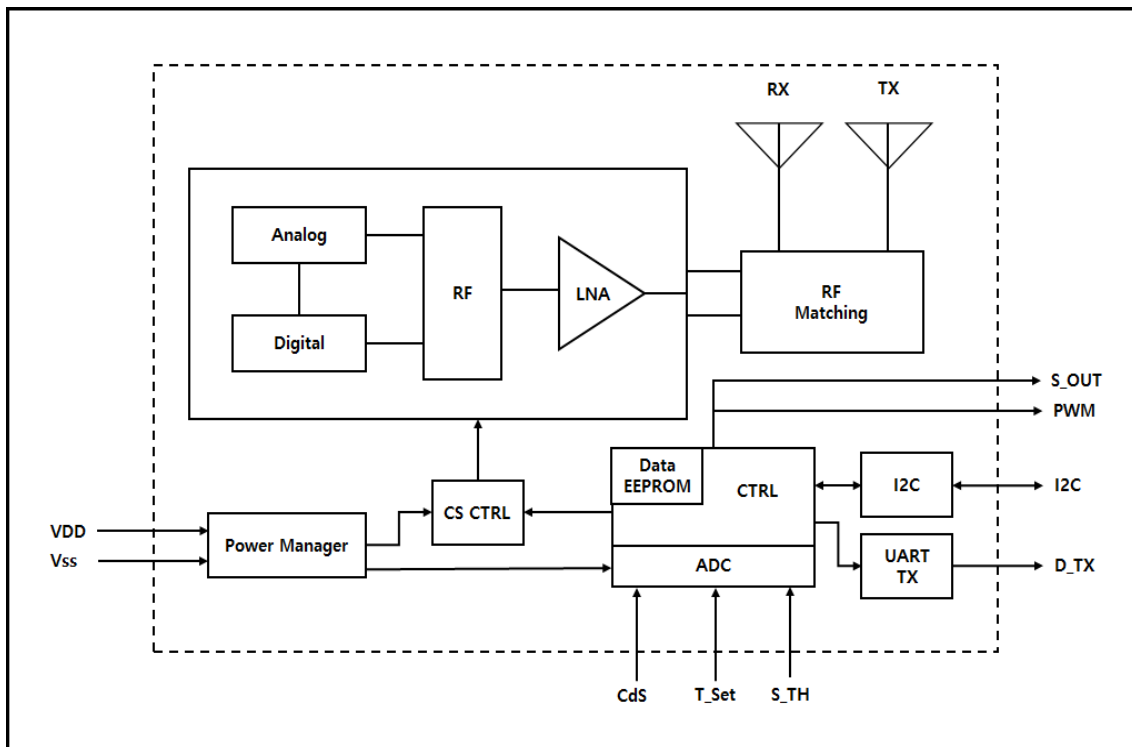 RX
TX
Analog
RF
LNA
RF
Matching
Digital
S_OUT
PWM
Data
EEPROM
CTRL
I2C
I2C
CS CTRL
VDD
Vss
Power Manager
ADC
UART
TX
D_TX
CdS
T_Set
S_TH